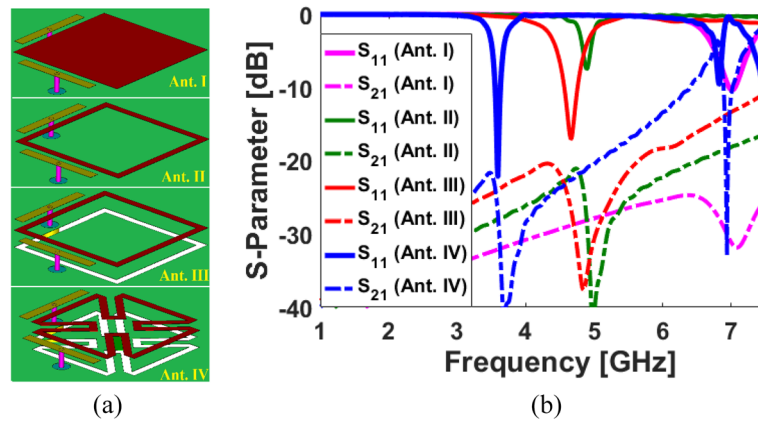 Ant. I
Ant. II
Ant. III
Ant. IV
(a)
S-Parameter [dB]
0
-10
-20
-30
-40
S11 (Ant. I)
S21 (Ant. I)
S11 (Ant. II)
S21 (Ant. II)
S11 (Ant. III)
S21 (Ant. III)
S11 (Ant. IV)
S21 (Ant. IV)
1 2 3 4 5 6 7
Frequency [GHz]
(b)